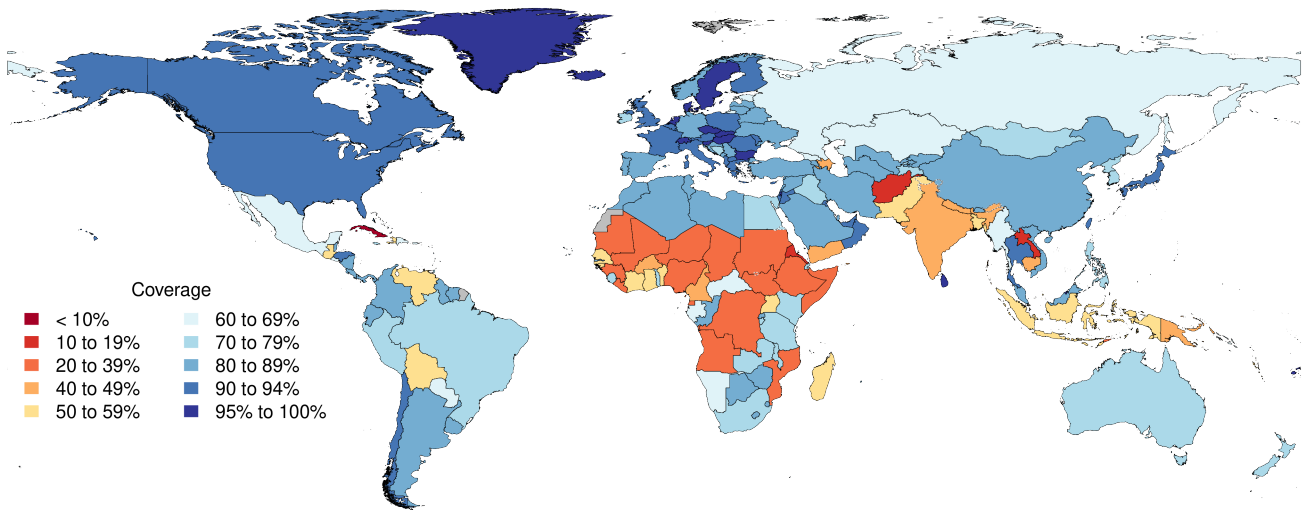 Coverage
< 10%
10 to 19%
20 to 39%
40 to 49%
50 to 59%
60 to 69%
70 to 79%
80 to 89%
90 to 94%
95% to 100%